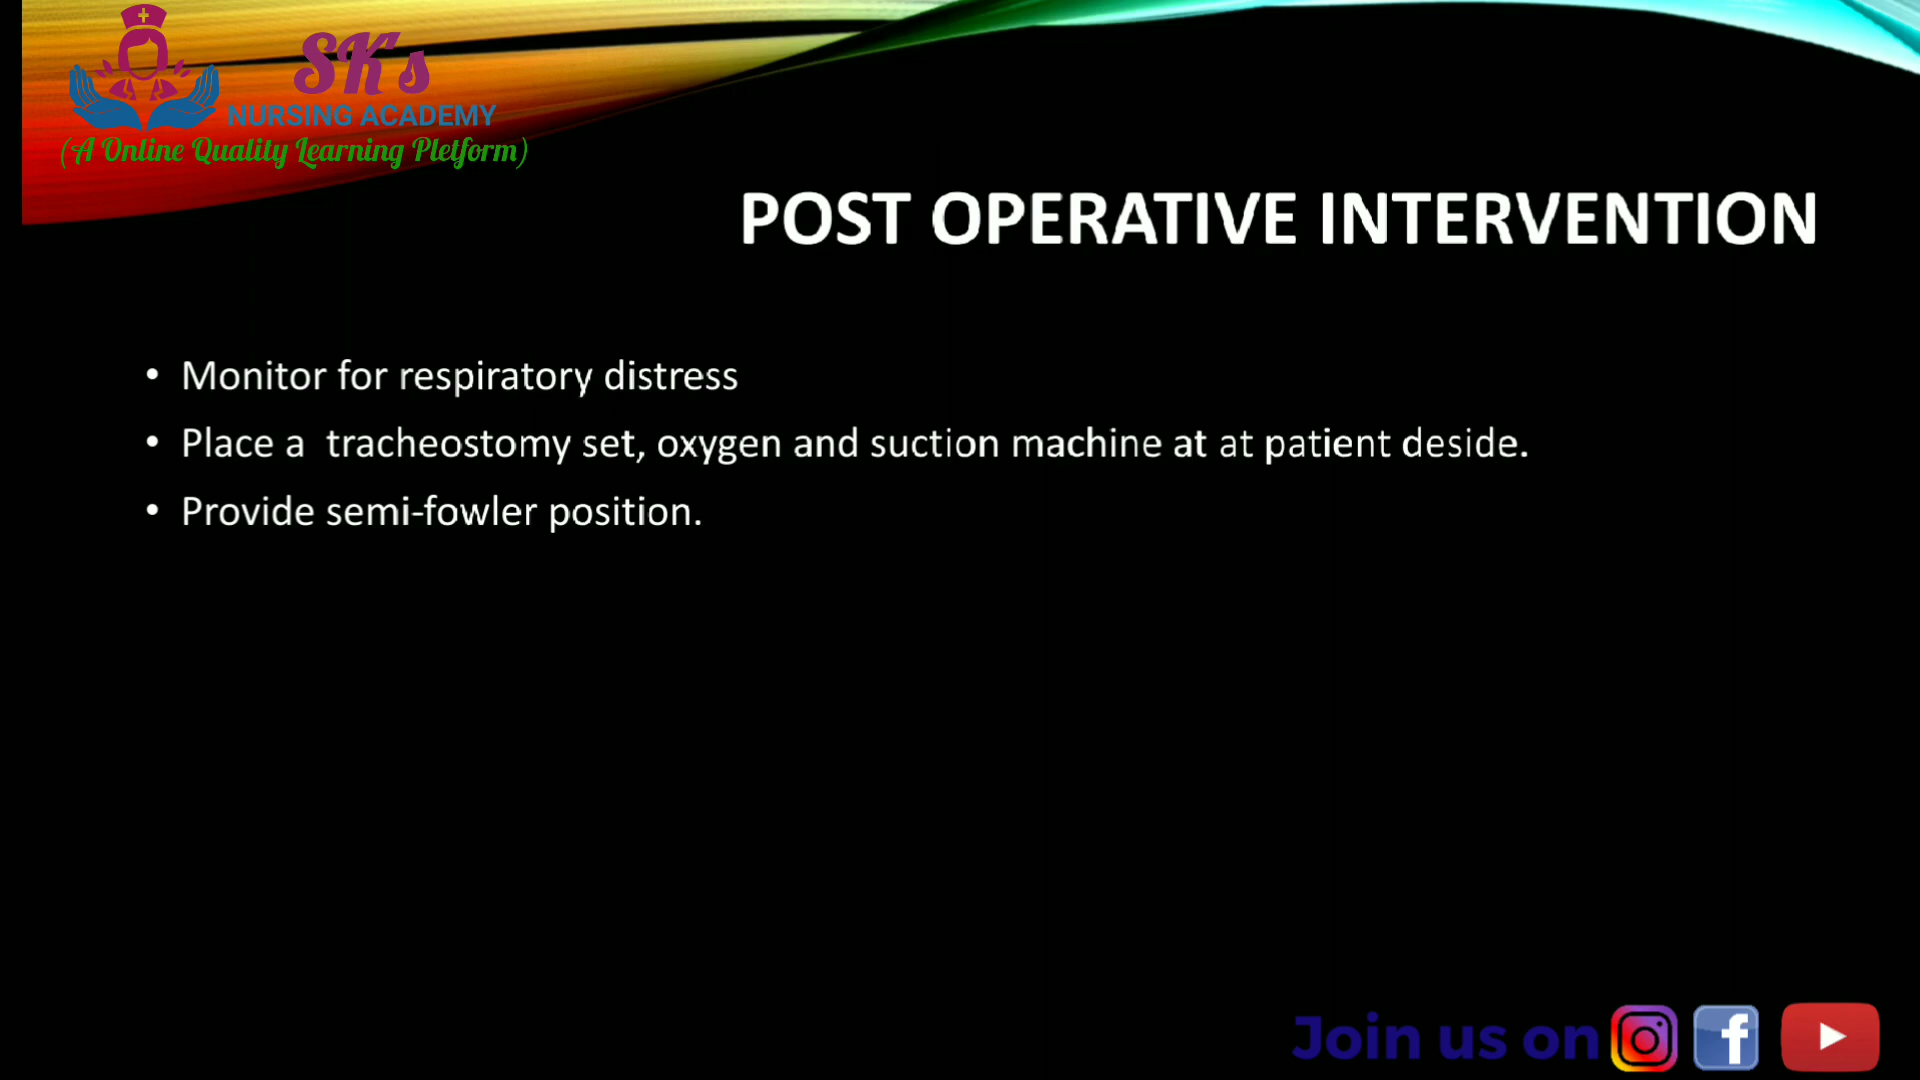 SK's
NURSING ACADEMY
(A Online Quality Learning Pletform)
POST OPERATIVE INTERVENTION
• Monitor for respiratory distress
• Place a  tracheostomy set, oxygen and suction machine at at patient deside.
• Provide semi-fowler position.
Join us on